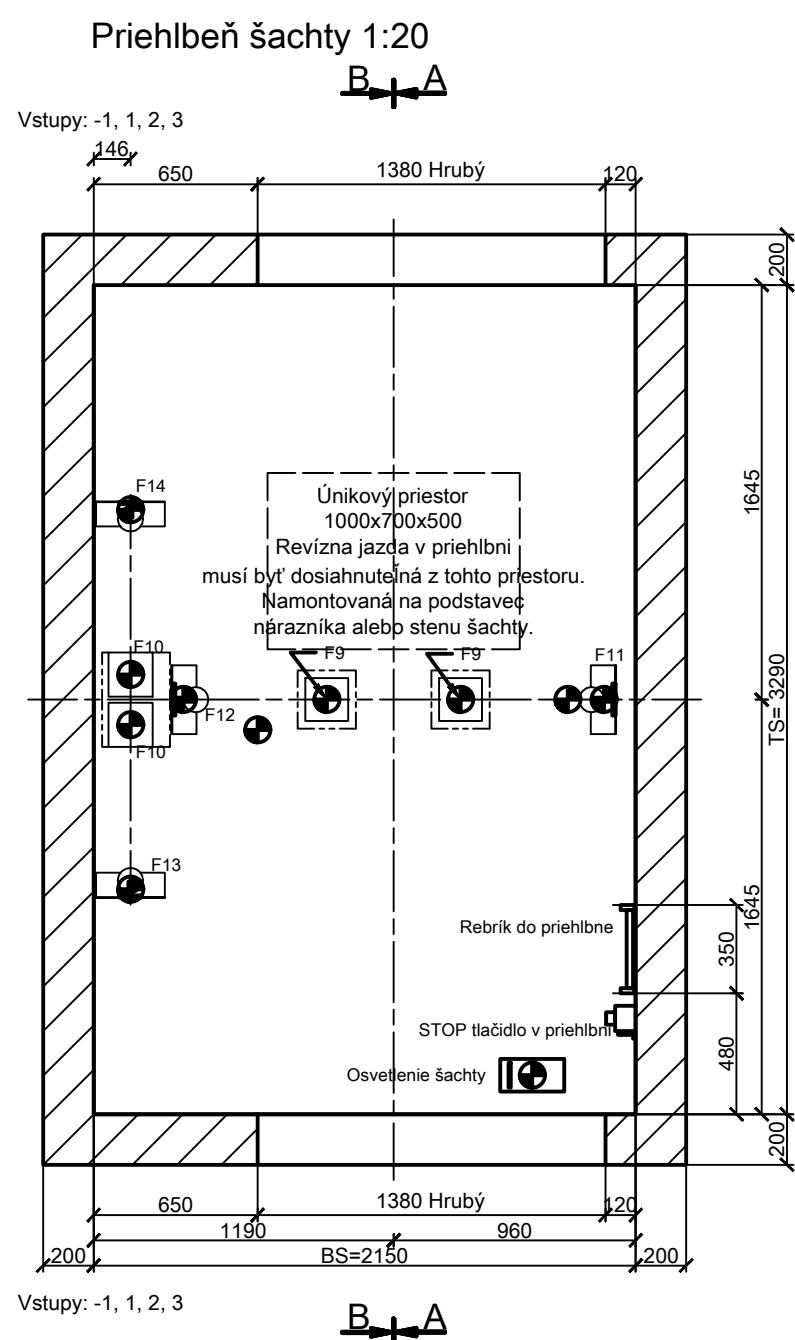 Priehlbeň šachty 1:20
B A
Vstupy: -1, 1, 2, 3
146
650 1380 Hrubý 120
200
1645
F14
Únikový priestor
1000x700x500
Revízna jazda v priehlbni
musí byť dosiahnuteľná z tohto priestoru.
Namontovaná na podstavec
nárazníka alebo stenu šachty.
F10 F9 F9 F11
F12
F10
TS= 3290
F13
1645
Rebrík do priehlbne
350
STOP tlačidlo v priehlbni
480
Osvetlenie šachty
200
650 1380 Hrubý 120
1190 960
200 BS=2150 200
Vstupy: -1, 1, 2, 3
B A